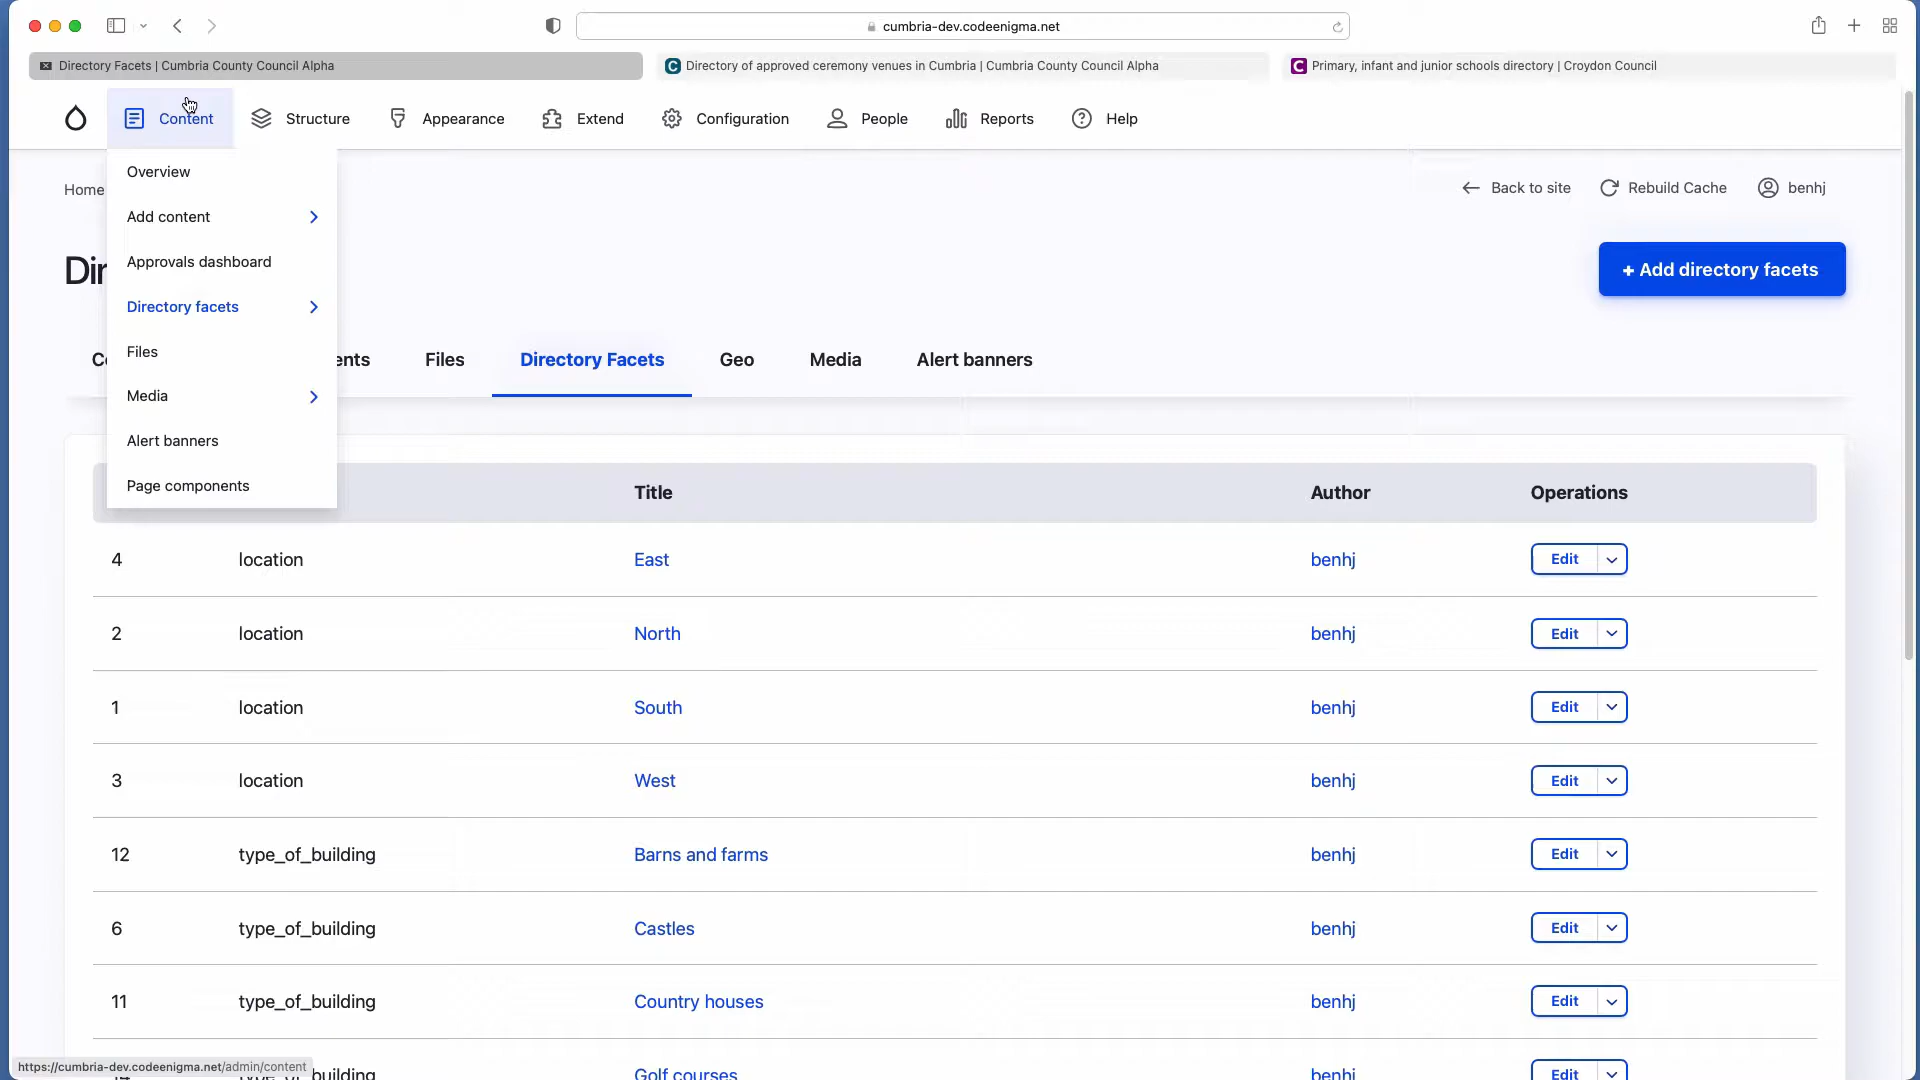 cumbria-dev.codeenigma.net
Directory Facets | Cumbria County Council Alpha
Directory of approved ceremony venues in Cumbria | Cumbria County Council Alpha
Primary, infant and junior schools directory | Croydon Council
Content
Structure
Appearance
Extend
Configuration
People
Reports
Help
Overview
Add content
Approvals dashboard
Directory facets
Files
Media
Alert banners
Page components
Home
Back to site
Rebuild Cache
benhj
Dir
+ Add directory facets
Files
Directory Facets
Geo
Media
Alert banners
Title Author Operations
4 location East benhj Edit
2 location North benhj Edit
1 location South benhj Edit
3 location West benhj Edit
12 type_of_building Barns and farms benhj Edit
6 type_of_building Castles benhj Edit
11 type_of_building Country houses benhj Edit
building Golf courses benhj Edit
https://cumbria-dev.codeenigma.net/admin/content